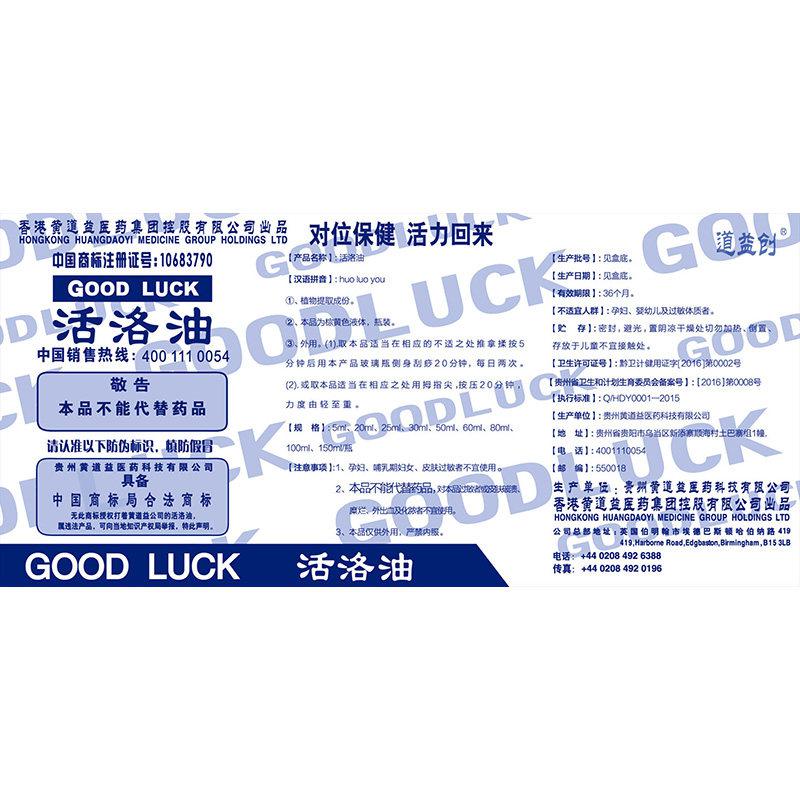 香港黄道益医药集团控股有限公司出品
HONGKONG HUANGDAOYI MEDICINE GROUP HOLDINGS LTD
中国商标注册证号:10683790
GOOD LUCK
活洛油
中国销售热线: 400 111 0054
敬告
本品不能代替药品
请认准以下防伪标识，慎防假冒
贵州黄道益医药科技有限公司
具备
中国商标局合法商标
无此商标授权打着黄道益公司的活洛油，
属违法产品，可向当地知识产权局举报，特此声明。
GOOD LUCK 活洛油
对位保健 活力回来
【产品名称】: 活洛油
【汉语拼音】: huo luo you
①、植物提取成份。
②、本品为棕黄色液体，瓶装。
③、外用。(1).取本品适当在相应的不适之处推拿揉按5
分钟后用本产品玻璃瓶侧身刮痧20分钟，每日两次。
(2).或取本品适当在相应之处用拇指尖,按压20分钟，
力度由轻至重。
【规 格】: 5ml、20ml、25ml、30ml、50ml、60ml、80ml、
100ml、150ml/瓶
【注意事项】1、孕妇、哺乳期妇女、皮肤过敏者不宜使用。
2、本品不能代替药品，对本品过敏者或皮肤破溃、
糜烂、外出血及化脓者不宜使用。
3、本品仅供外用，严禁内服。
道益创®
【生产批号】: 见盒底。
【生产日期】: 见盒底。
【有效期限】: 36个月。
【不适宜人群】: 孕妇、婴幼儿及过敏体质者。
【贮 存】: 密封，避光，置阴凉干燥处切勿加热、倒置、
存放于儿童不宜接触处。
【卫生许可证号】: 黔卫计健用证字[2016]第0002号
【贵州省卫生和计划生育委员会备案号】: [2016]第0008号
【执行标准】: Q/HDY0001—2015
【生产单位】: 贵州黄道益医药科技有限公司
【地 址】: 贵州省贵阳市乌当区新添寨顺海村土巴寨组1幢.
【电 话】: 4001110054
【邮 编】: 550018
生产单位: 贵州黄道益医药科技有限公司
香港黄道益医药集团控股有限公司出品
HONGKONG HUANGDAOYI MEDICINE GROUP HOLDINGS LTD
公司总部地址: 英国伯明翰市埃德巴斯顿哈伯纳路 419
419,Harborne Road,Edgbaston,Birmingham,B15 3LB
电话: +44 0208 492 6388
传真: +44 0208 492 0196